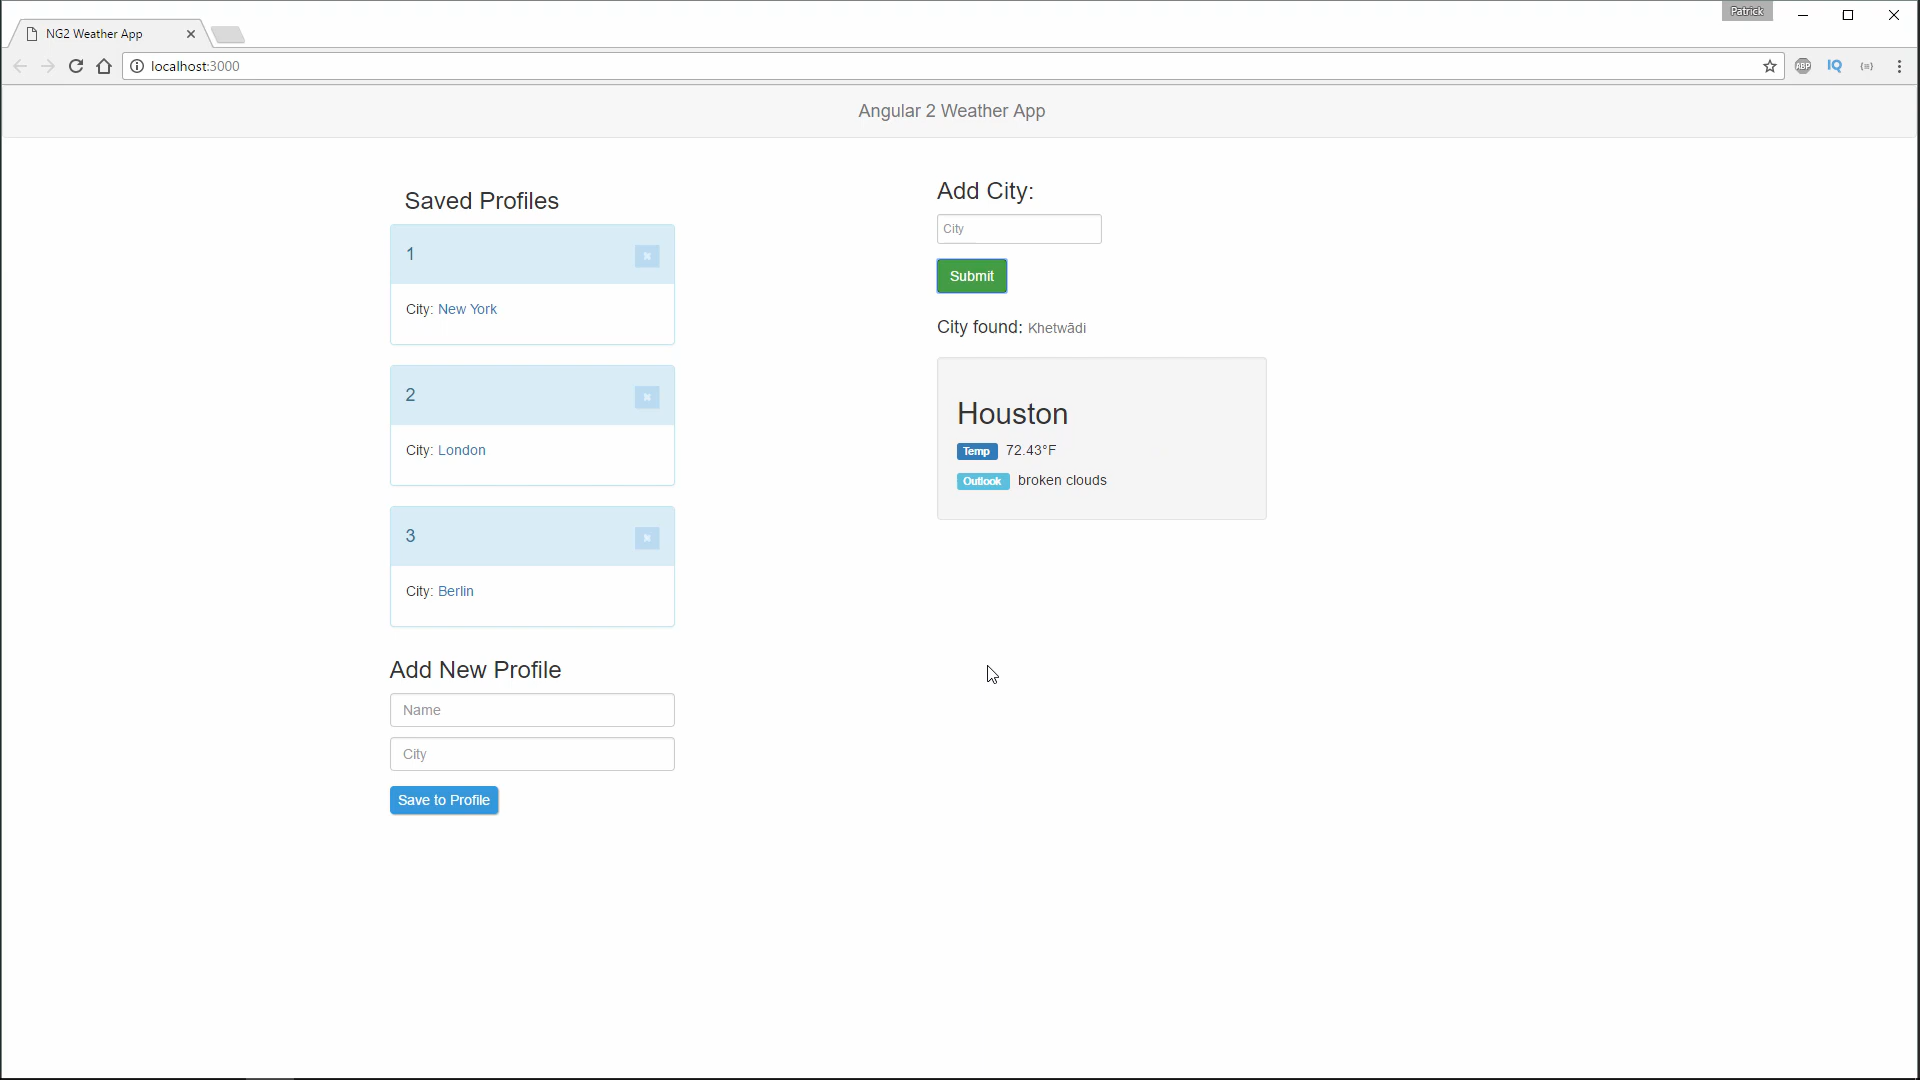 Patrick
NG2 Weather App
localhost:3000
ABP
IQ
Angular 2 Weather App
Saved Profiles
1
City: New York
2
City: London
3
City: Berlin
Add New Profile
Name
City
Save to Profile
Add City:
City
Submit
City found: Khetwādi
Houston
Temp 72.43°F
Outlook broken clouds